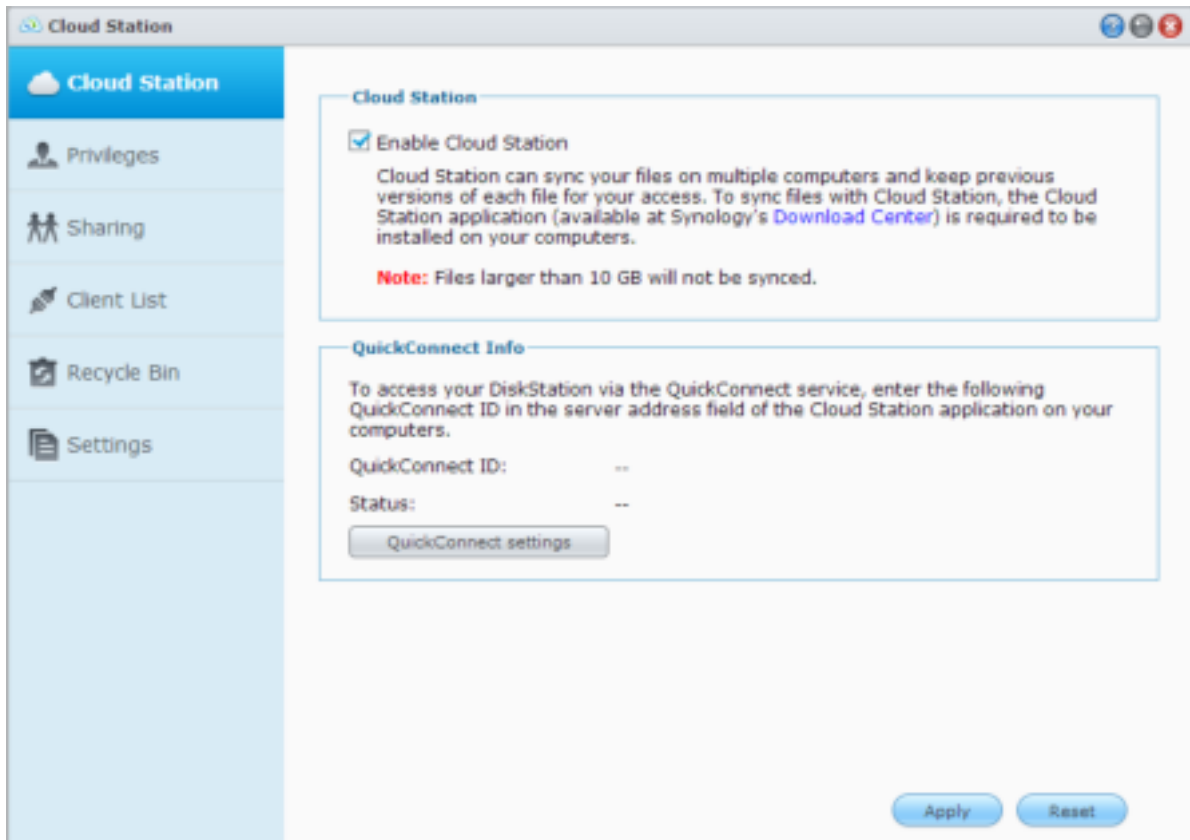 Cloud Station
Cloud Station
Privileges
Sharing
Client List
Recycle Bin
Settings
Cloud Station
Enable Cloud Station
Cloud Station can sync your files on multiple computers and keep previous
versions of each file for your access. To sync files with Cloud Station, the Cloud
Station application (available at Synology's Download Center) is required to be
installed on your computers.
Note: Files larger than 10 GB will not be synced.
QuickConnect Info
To access your DiskStation via the QuickConnect service, enter the following
QuickConnect ID in the server address field of the Cloud Station application on your
computers.
QuickConnect ID: --
Status: --
QuickConnect settings
Apply Reset